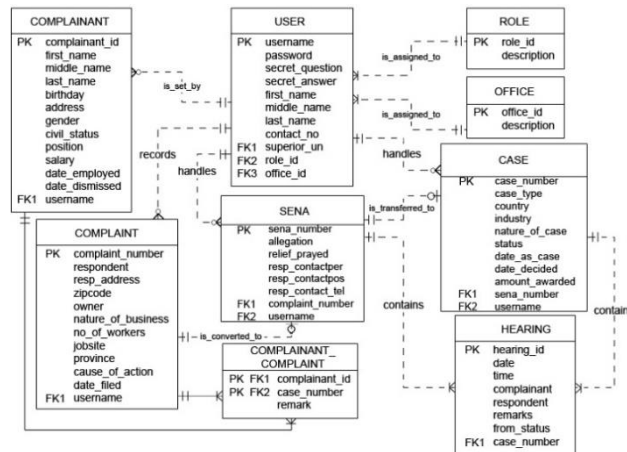 COMPLAINANT
PK complainant_id
first_name
middle_name
last_name
birthday
address
gender
civil_status
position
salary
date_employed
date_dismissed
FK1 username
USER
PK username
password
secret_question
secret_answer
first_name
middle_name
last_name
contact_no
FK1 superior_un
FK2 role_id
FK3 office_id
ROLE
PK role_id
description
OFFICE
PK office_id
description
is_set_by
is_assigned_to
is_assigned_to
records
handles
handles
CASE
PK case_number
case_type
country
industry
nature_of_case
status
date_as_case
date_decided
amount_awarded
FK1 sena_number
FK2 username
is_transferred_to
SENA
PK sena_number
allegation
relief_prayed
resp_contactper
resp_contactpos
resp_contact_tel
FK1 complaint_number
FK2 username
COMPLAINT
PK complaint_number
respondent
resp_address
zipcode
owner
nature_of_business
no_of_workers
jobsite
province
cause_of_action
date_filed
FK1 username
is_converted_to
contains
contain
COMPLAINANT_
COMPLAINT
PK FK1 complainant_id
PK FK2 case_number
remark
HEARING
PK hearing_id
date
time
complainant
respondent
remarks
from_status
FK1 case_number